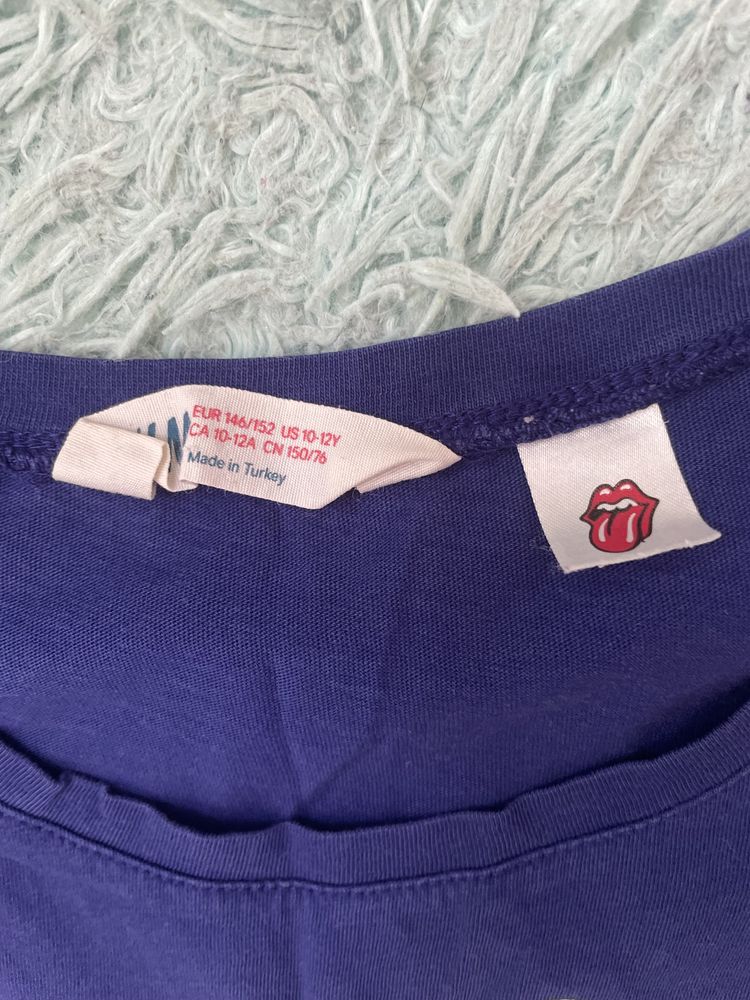 EUR 146/152 US 10-12Y
CA 10-12A CN 150/76
Made in Turkey